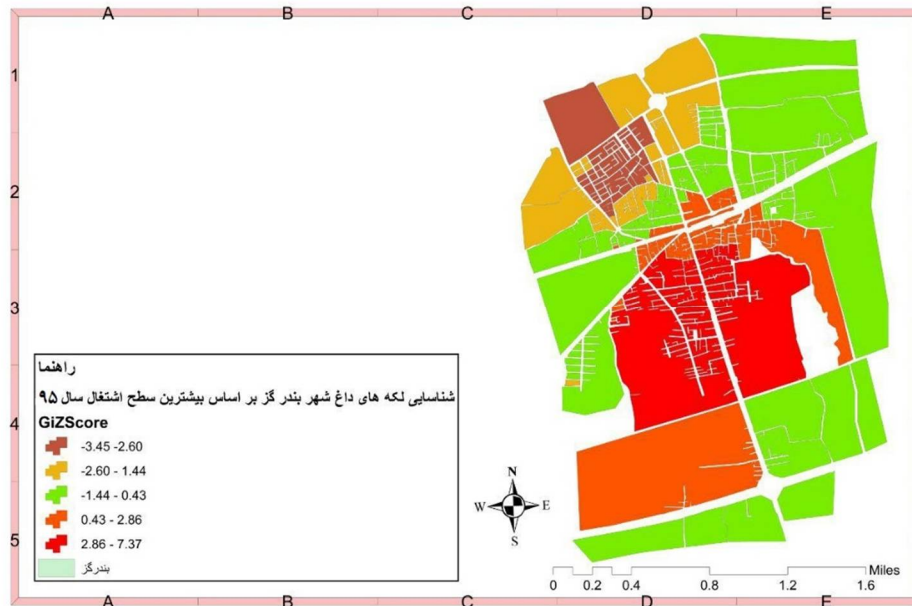 A B C D E
1
2
3
4
5
راهنما
شناسایی لکه های داغ شهر بندر گز بر اساس بیشترین سطح اشتغال سال ۹۵
GiZScore
-3.45 -2.60
-2.60 - 1.44
-1.44 - 0.43
0.43 - 2.86
2.86 - 7.37
بندرگز
N
W E
S
Miles
0 0.2 0.4 0.8 1.2 1.6
A B C D E